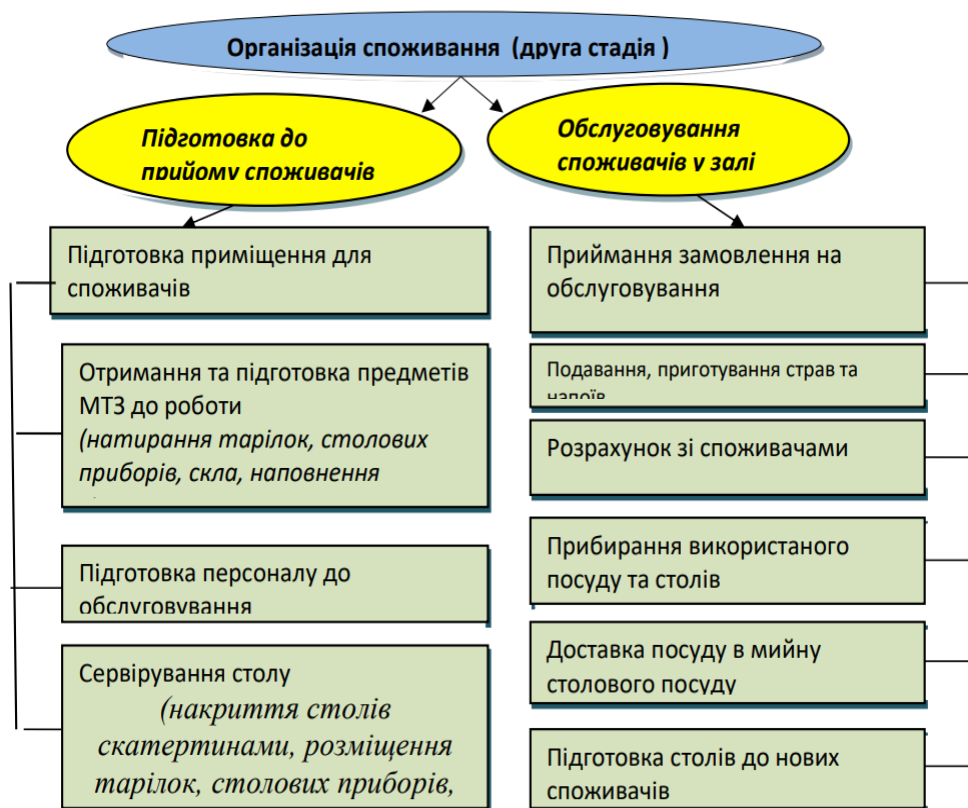 Організація споживання (друга стадія )
Підготовка до
прийому споживачів
Обслуговування
споживачів у залі
Підготовка приміщення для
споживачів
Отримання та підготовка предметів
МТЗ до роботи
(натирання тарілок, столових
приборів, скла, наповнення
Підготовка персоналу до
обслуговування
Сервірування столу
(накриття столів
скатертинами, розміщення
тарілок, столових приборів,
Приймання замовлення на
обслуговування
Подавання, приготування страв та
напоїв
Розрахунок зі споживачами
Прибирання використаного
посуду та столів
Доставка посуду в мийну
столового посуду
Підготовка столів до нових
споживачів